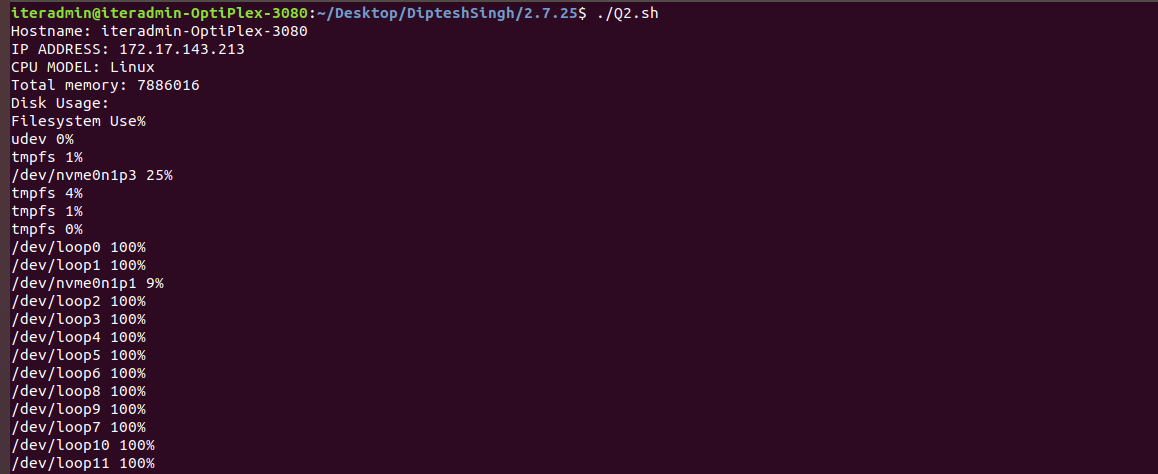 iteradmin@iteradmin-OptiPlex-3080:~/Desktop/DipteshSingh/2.7.25$ ./Q2.sh
Hostname: iteradmin-OptiPlex-3080
IP ADDRESS: 172.17.143.213
CPU MODEL: Linux
Total memory: 7886016
Disk Usage:
Filesystem Use%
udev 0%
tmpfs 1%
/dev/nvme0n1p3 25%
tmpfs 4%
tmpfs 1%
tmpfs 0%
/dev/loop0 100%
/dev/loop1 100%
/dev/nvme0n1p1 9%
/dev/loop2 100%
/dev/loop3 100%
/dev/loop4 100%
/dev/loop5 100%
/dev/loop6 100%
/dev/loop8 100%
/dev/loop9 100%
/dev/loop7 100%
/dev/loop10 100%
/dev/loop11 100%